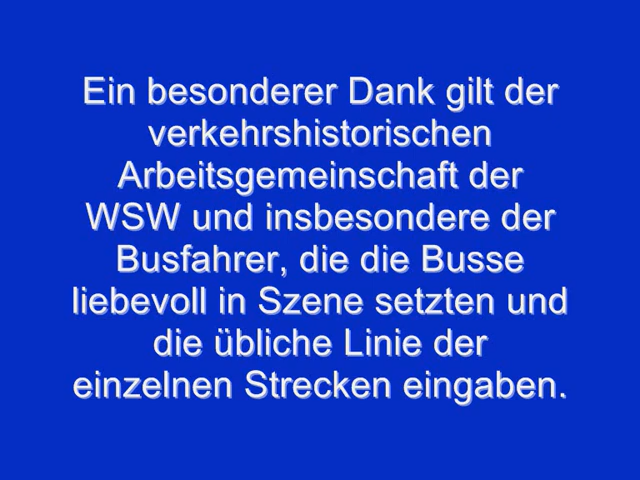 Ein besonderer Dank gilt der
verkehrshistorischen
Arbeitsgemeinschaft der
WSW und insbesondere der
Busfahrer, die die Busse
liebevoll in Szene setzten und
die übliche Linie der
einzelnen Strecken eingaben.